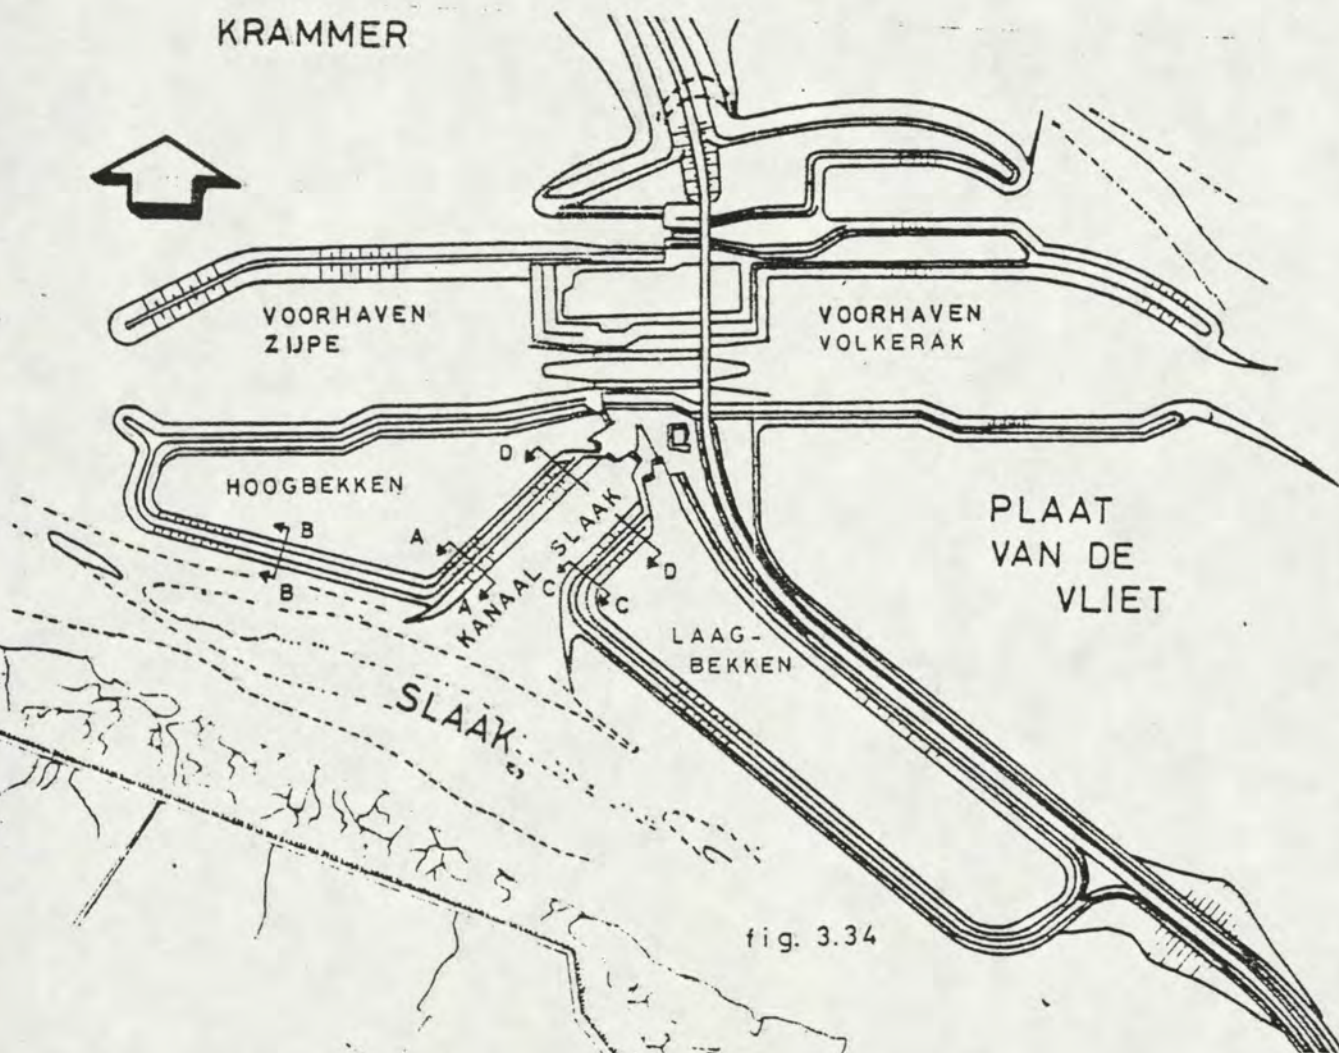 KRAMMER
VOORHAVEN
ZIJPE
VOORHAVEN
VOLKERAK
HOOGBEKKEN
D
D
B
B
A
A
KANAAL SLAAK
C
C
LAAG-
BEKKEN
PLAAT
VAN DE
VLIET
SLAAK
fig. 3.34